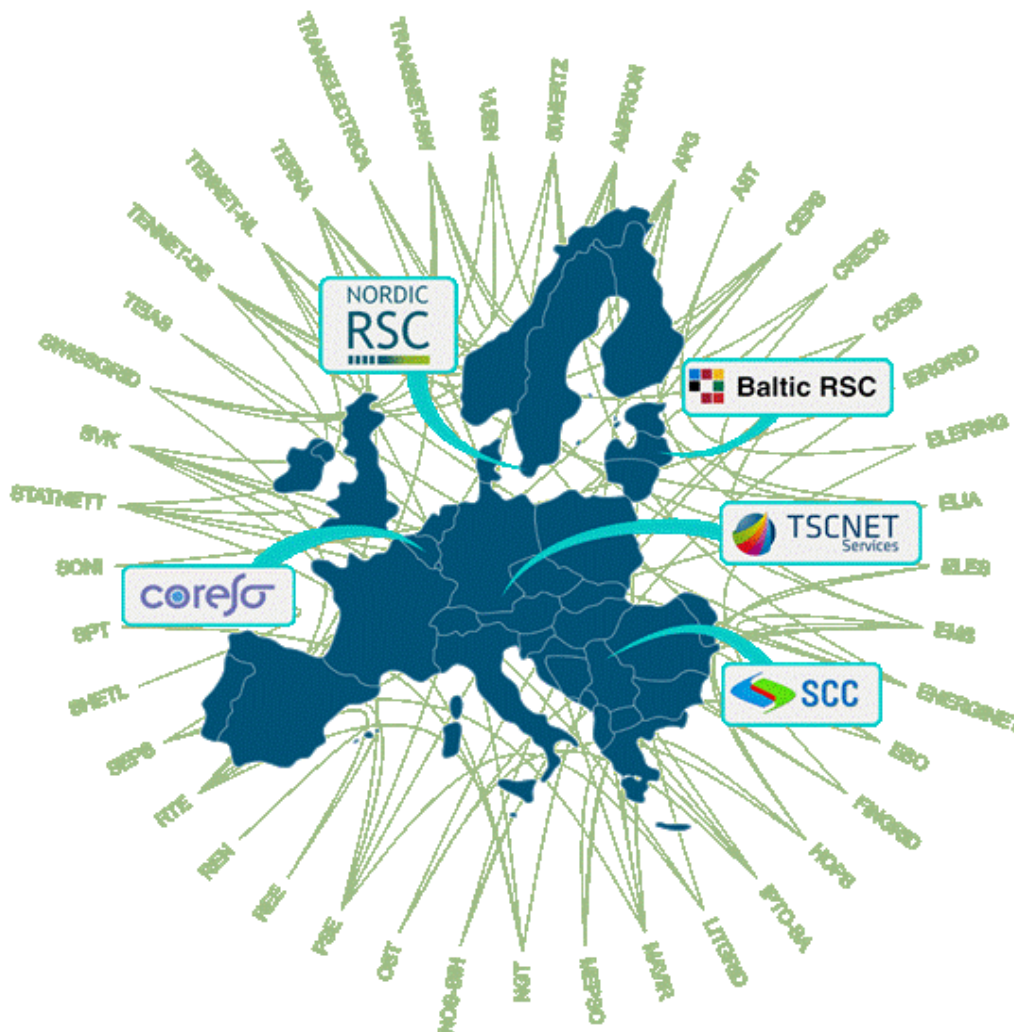 TRANSELECTRICA
TRANSNET-BW
VUEN
50HERTZ
AMPRION
APG
AST
CEPS
CREOS
CGES
EIRGRID
ELERING
ELIA
ELES
EMS
ENERGINET
ESO
FINGRID
HOPS
IPTO-SA
LITGRID
MAVIR
MEPSO
NGIT
NOS-BIH
OST
PSE
REE
REN
RTE
SEPS
SHETL
SPT
SONI
STATNETT
SVK
SWISSGRID
TEIAS
TENNET-DE
TENNET-NL
TERNA
NORDIC
RSC
Baltic RSC
TSCNET
Services
coreso
SCC